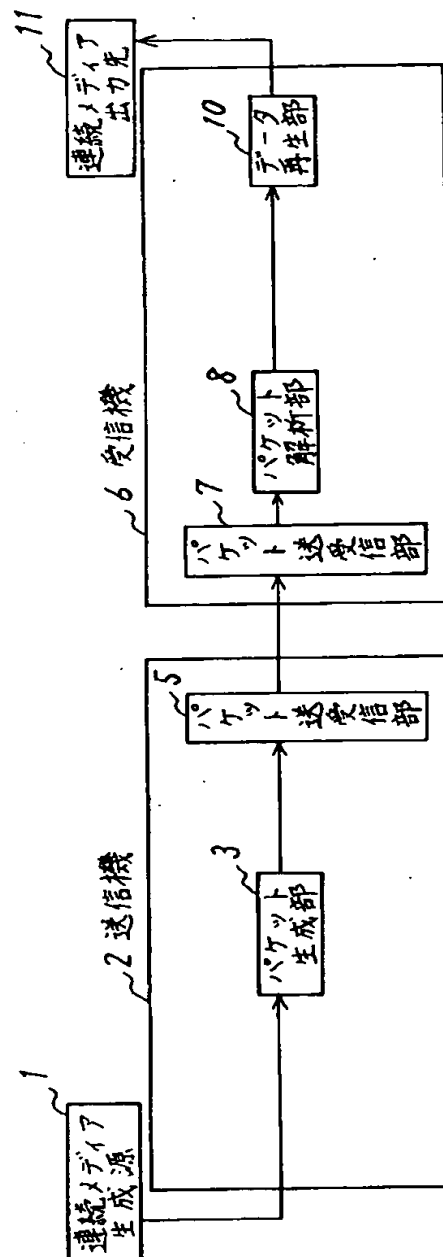 1
連続メディア
生成源
2 送信機
3
パケット
生成部
5
パケット送受信部
6 受信機
7
パケット送受信部
8
パケット
解析部
10
データ
再生部
11
連続メディア
出力先